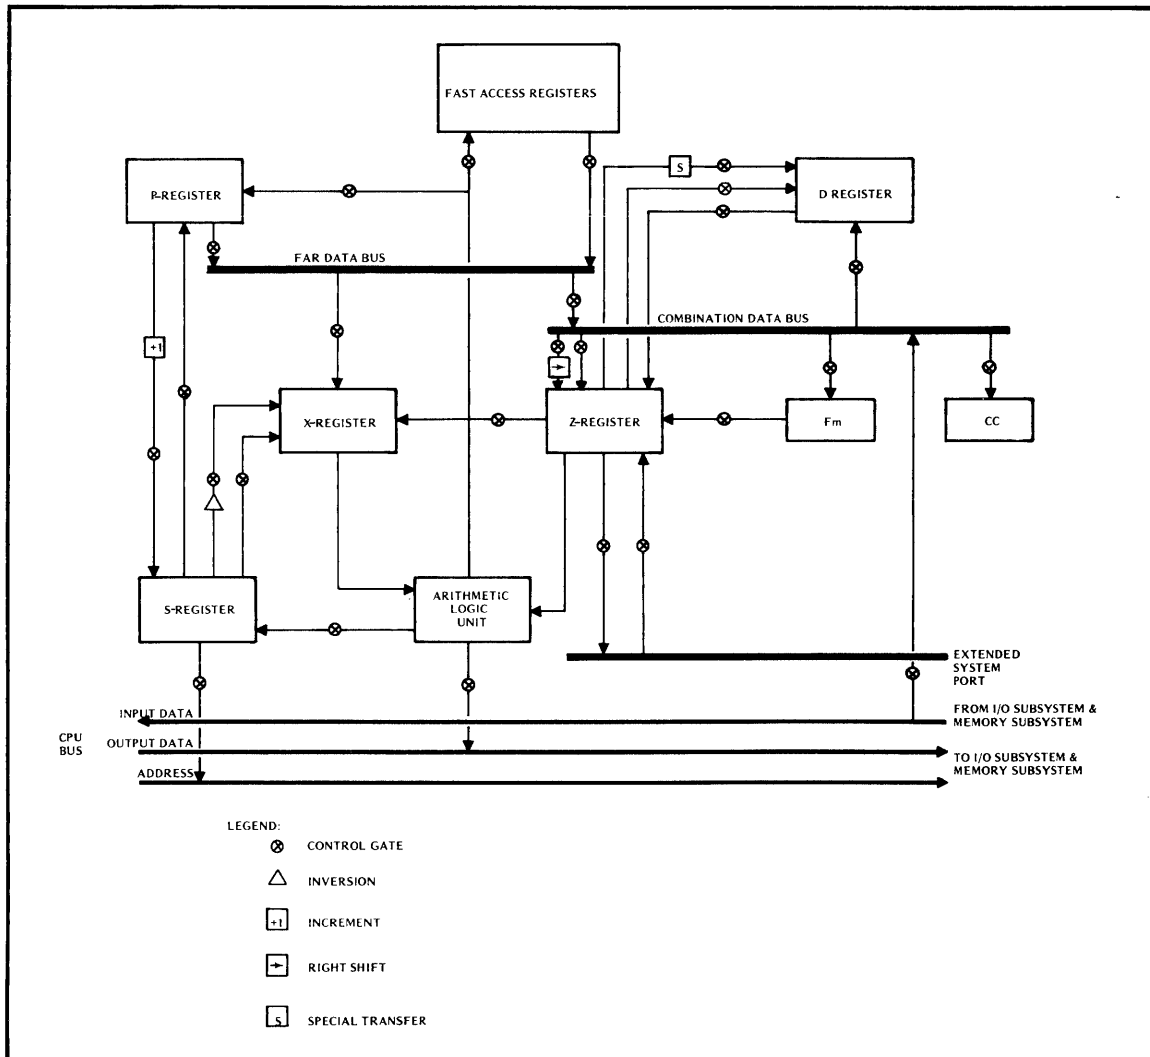 FAST ACCESS REGISTERS
P-REGISTER
S
D REGISTER
FAR DATA BUS
COMBINATION DATA BUS
+1
X-REGISTER
Z-REGISTER
Fm
CC
S-REGISTER
ARITHMETIC
LOGIC
UNIT
EXTENDED
SYSTEM
PORT
CPU
BUS
INPUT DATA
OUTPUT DATA
ADDRESS
FROM I/O SUBSYSTEM &
MEMORY SUBSYSTEM
TO I/O SUBSYSTEM &
MEMORY SUBSYSTEM
LEGEND:
CONTROL GATE
INVERSION
+1 INCREMENT
RIGHT SHIFT
S SPECIAL TRANSFER